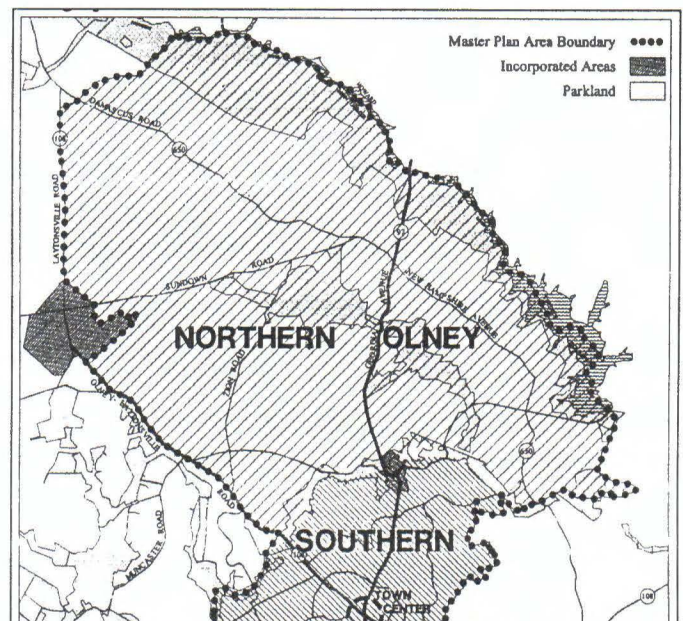 Master Plan Area Boundary
Incorporated Areas
Parkland
DAMASCUS ROAD
108
650
LAYTONSVILLE ROAD
97
SUNDOWN ROAD
AVENUE
NEW HAMPSHIRE AVENUE
NORTHERN OLNEY
ZION ROAD
OLNEY LAYTONSVILLE
ROAD
650
MUNCASTER ROAD
SOUTHERN
TOWN
CENTER
108